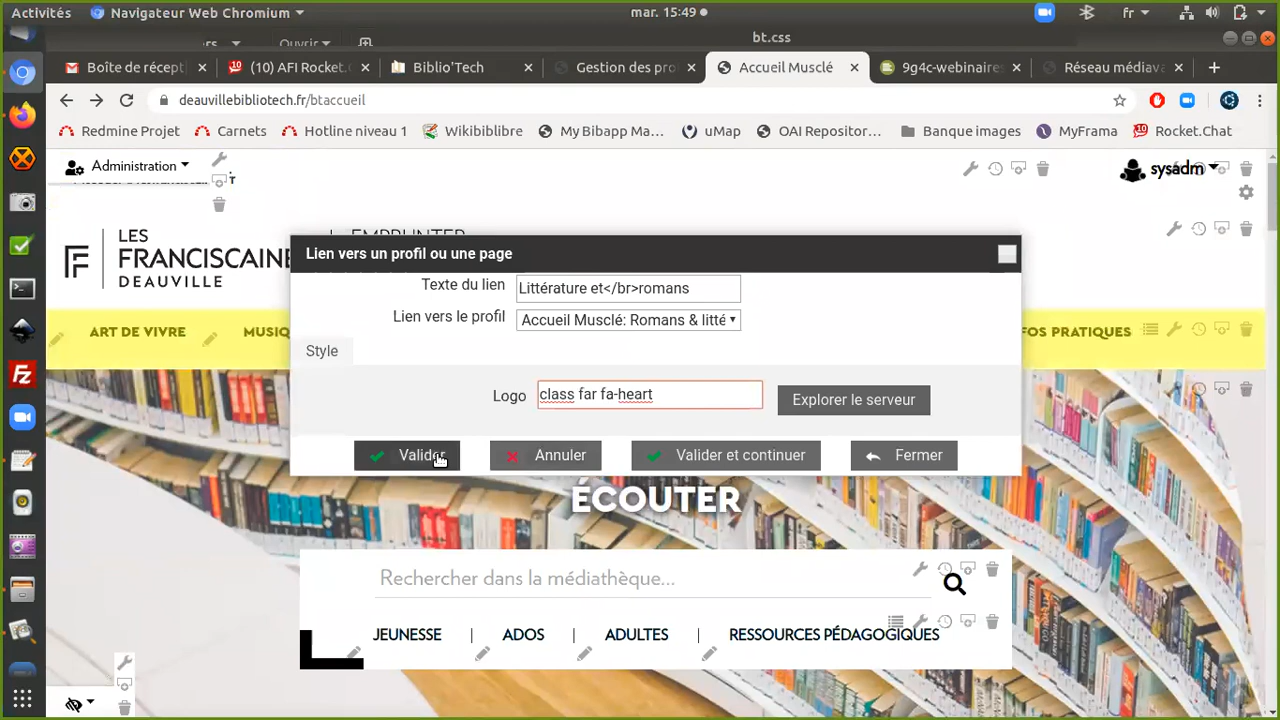 Activités
Navigateur Web Chromium
mar. 15:49
fr
Ouvrir
bt.css
Boîte de récept
(10) AFI Rocket.C
Biblio'Tech
Gestion des pro
Accueil Musclé
9g4c-webinaires
Réseau médiava
deauvillebibliotech.fr/btaccueil
Redmine Projet
Carnets
Hotline niveau 1
Wikibiblibre
My Bibapp Ma…
uMap
OAI Repositor…
Banque images
MyFrama
Rocket.Chat
Administration
sysadm
LES
FRANCISCAINE
DEAUVILLE
EMPRUNTER
Lien vers un profil ou une page
Texte du lien
Littérature et</br>romans
Lien vers le profil
Accueil Musclé: Romans & litté
Style
Logo
class far fa-heart
Explorer le serveur
Valider
Annuler
Valider et continuer
Fermer
ART DE VIVRE
MUSIQ
FOS PRATIQUES
ÉCOUTER
Rechercher dans la médiathèque...
JEUNESSE
ADOS
ADULTES
RESSOURCES PÉDAGOGIQUES